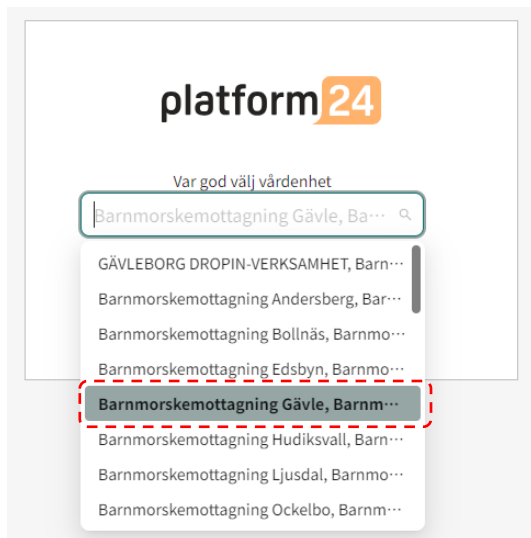 platform24
Var god välj vårdenhet
Barnmorskemottagning Gävle, Ba···
GÄVLEBORG DROPIN-VERKSAMHET, Barn···
Barnmorskemottagning Andersberg, Bar···
Barnmorskemottagning Bollnäs, Barnmo···
Barnmorskemottagning Edsbyn, Barnmo···
Barnmorskemottagning Gävle, Barnm···
Barnmorskemottagning Hudiksvall, Barn···
Barnmorskemottagning Ljusdal, Barnmo···
Barnmorskemottagning Ockelbo, Barnm···